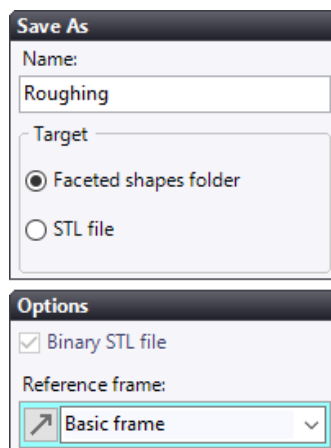 Save As
Name:
Roughing
Target
Faceted shapes folder
STL file
Options
Binary STL file
Reference frame:
Basic frame